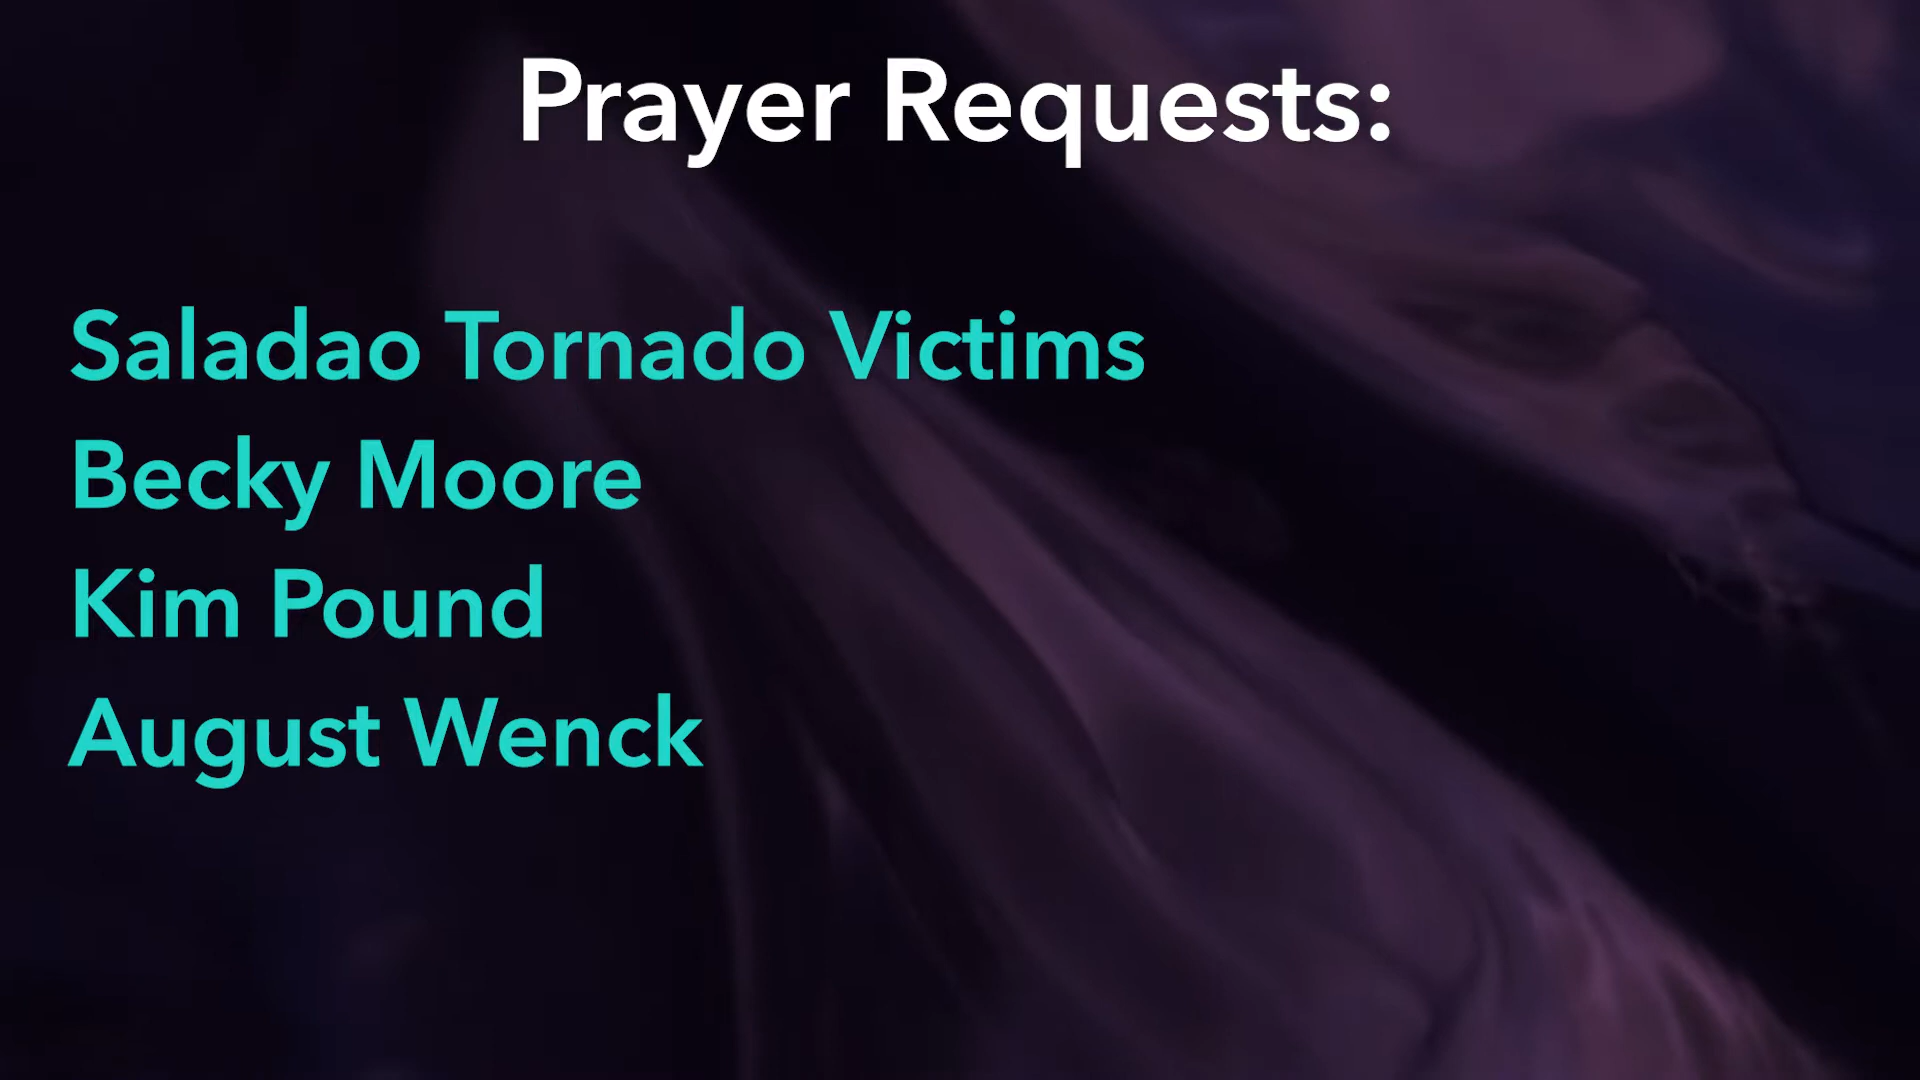 Prayer Requests:
Saladao Tornado Victims
Becky Moore
Kim Pound
August Wenck